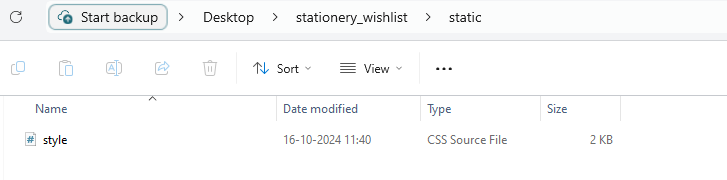 Start backup > Desktop > stationery_wishlist > static
Sort View ...
Name Date modified Type Size
# style 16-10-2024 11:40 CSS Source File 2 KB